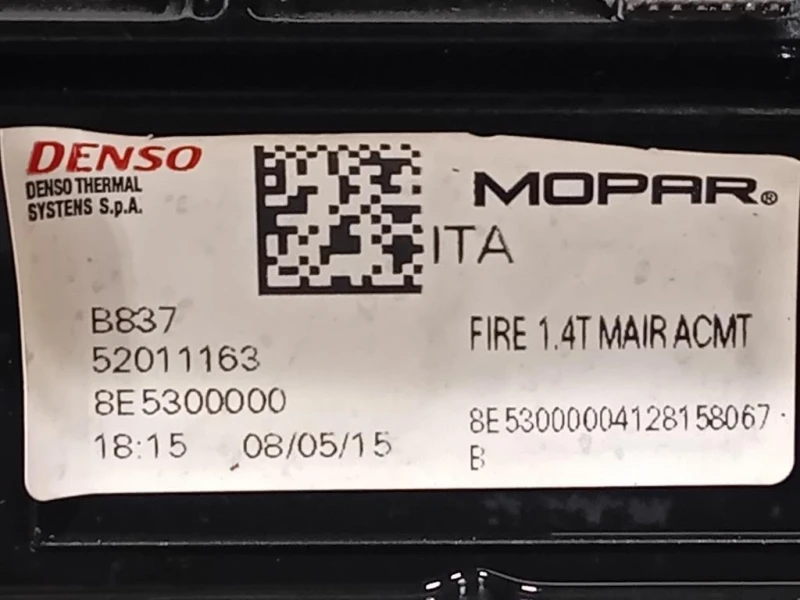 DENSO
DENSO THERMAL
SYSTEMS S.p.A.
MOPAR®
ITA
B837
52011163
8E5300000
18:15 08/05/15
FIRE 1.4T MAIR ACMT
8E53000004128158067
B